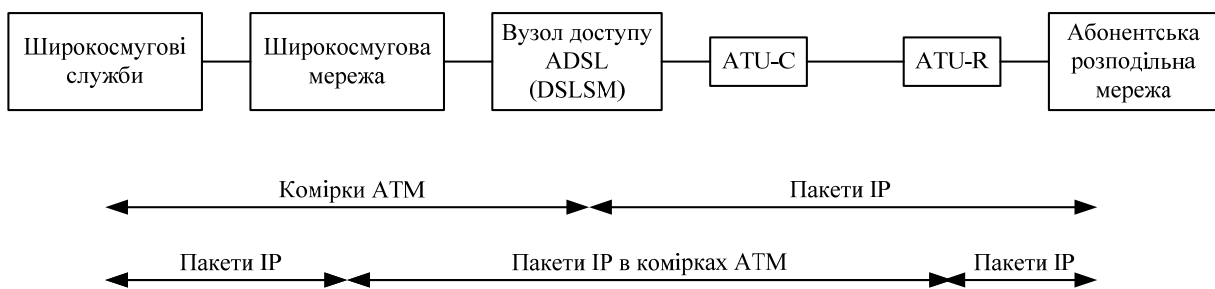 Широкосмугові
служби
Широкосмугова
мережа
Вузол доступу
ADSL
(DSLSM)
ATU-C
ATU-R
Абонентська
розподільна
мережа
Комірки ATM
Пакети IP
Пакети IP
Пакети IP в комірках ATM
Пакети IP